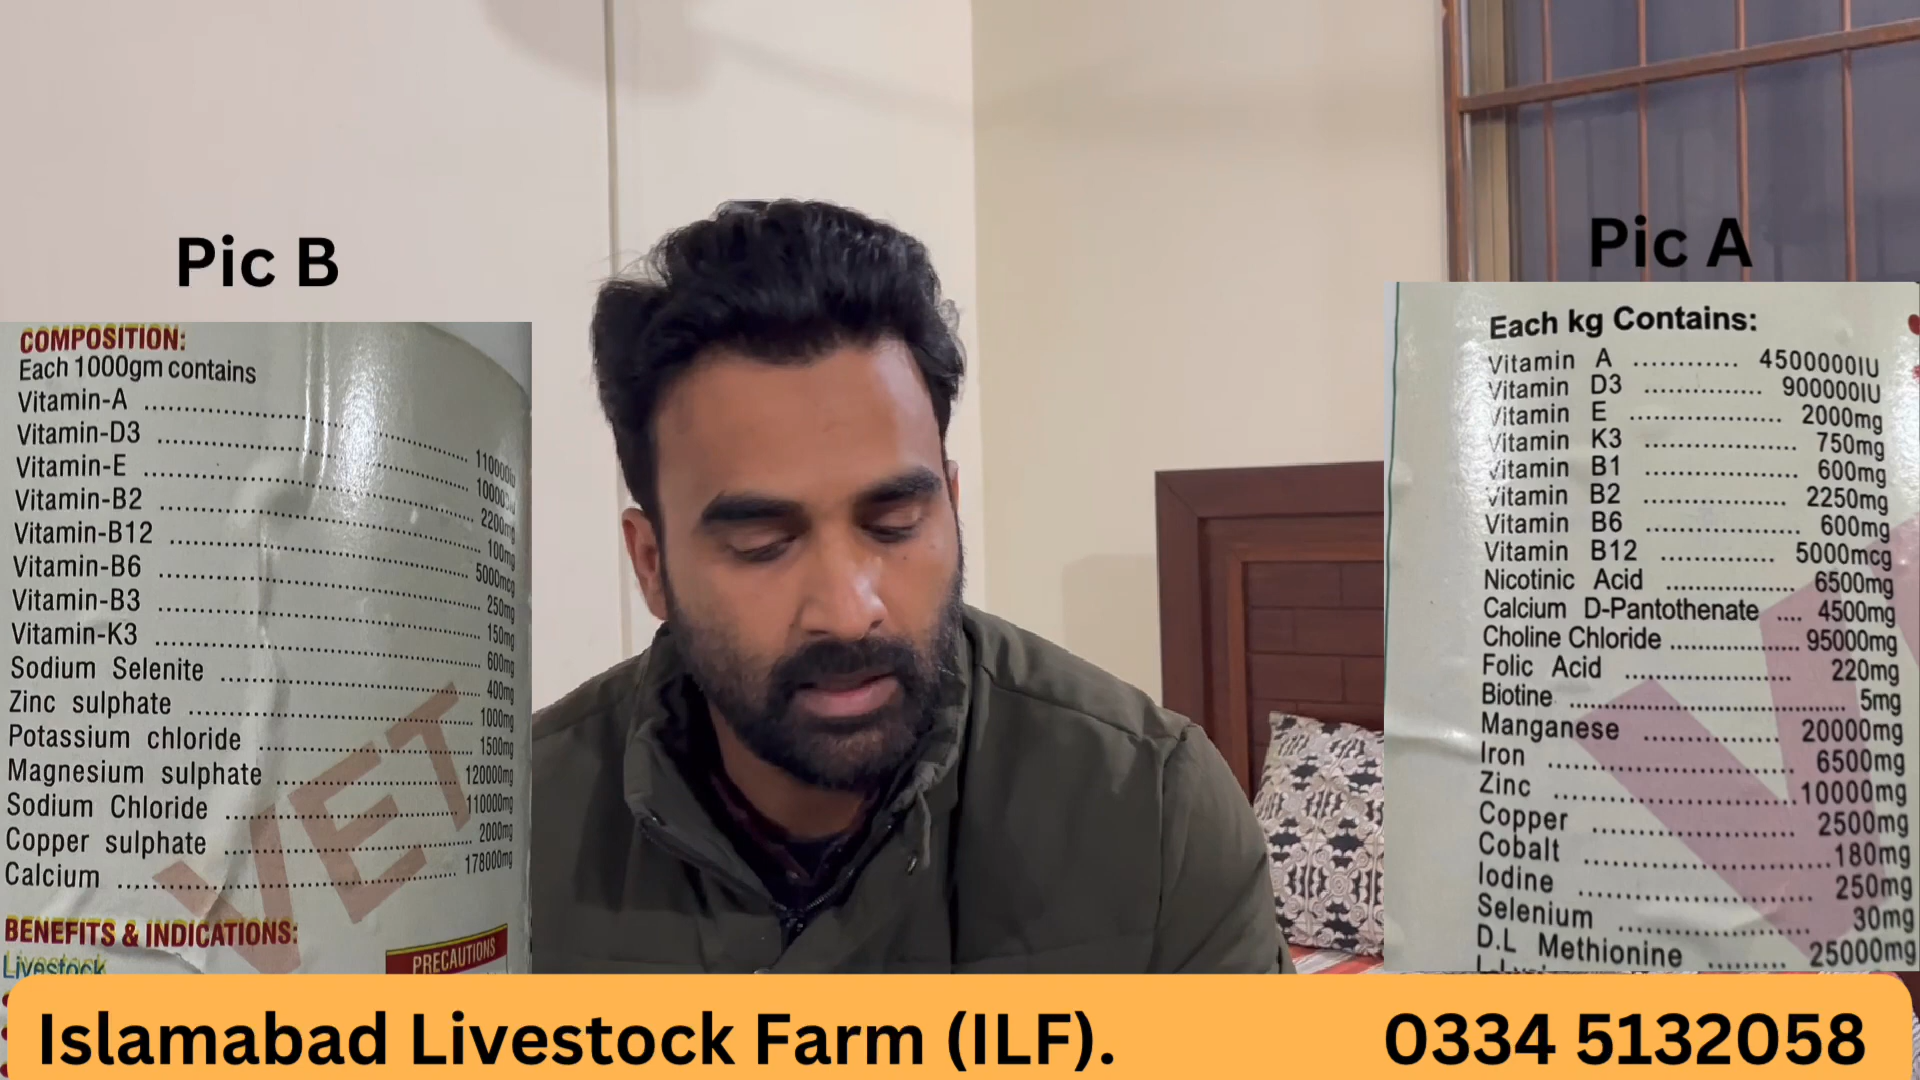 Pic B
COMPOSITION:
Each 1000gm contains
Vitamin-A
Vitamin-D3 110000iu
Vitamin-E
Vitamin-B2 2200mg
Vitamin-B12 100mg
Vitamin-B6 5000mcg
Vitamin-B3 250mg
Vitamin-K3 150mg
Sodium Selenite 600mg
400mg
Zinc sulphate 1000mg
Potassium chloride 1500mg
Magnesium sulphate 120000mg
Sodium Chloride 110000mg
Copper sulphate 2000mg
Calcium 178000mg
VET
BENEFITS & INDICATIONS:
Livestock
PRECAUTIONS
Pic A
Each kg Contains:
Vitamin A ............ 4500000IU
Vitamin D3 ............. 900000IU
Vitamin E ................. 2000mg
Vitamin K3 ................. 750mg
Vitamin B1 ................. 600mg
Vitamin B2 ................ 2250mg
Vitamin B6 .................. 600mg
Vitamin B12 ............. 5000mcg
Nicotinic Acid ............... 6500mg
Calcium D-Pantothenate .... 4500mg
Choline Chloride .................. 95000mg
Folic Acid .................... 220mg
Biotine ........................................ 5mg
Manganese ................... 20000mg
Iron .................................. 6500mg
Zinc ................................10000mg
Copper .......................... 2500mg
Cobalt ..............................180mg
Iodine ............................. 250mg
Selenium ........................ 30mg
D.L Methionine ......... 25000mg
Islamabad Livestock Farm (ILF).
0334 5132058